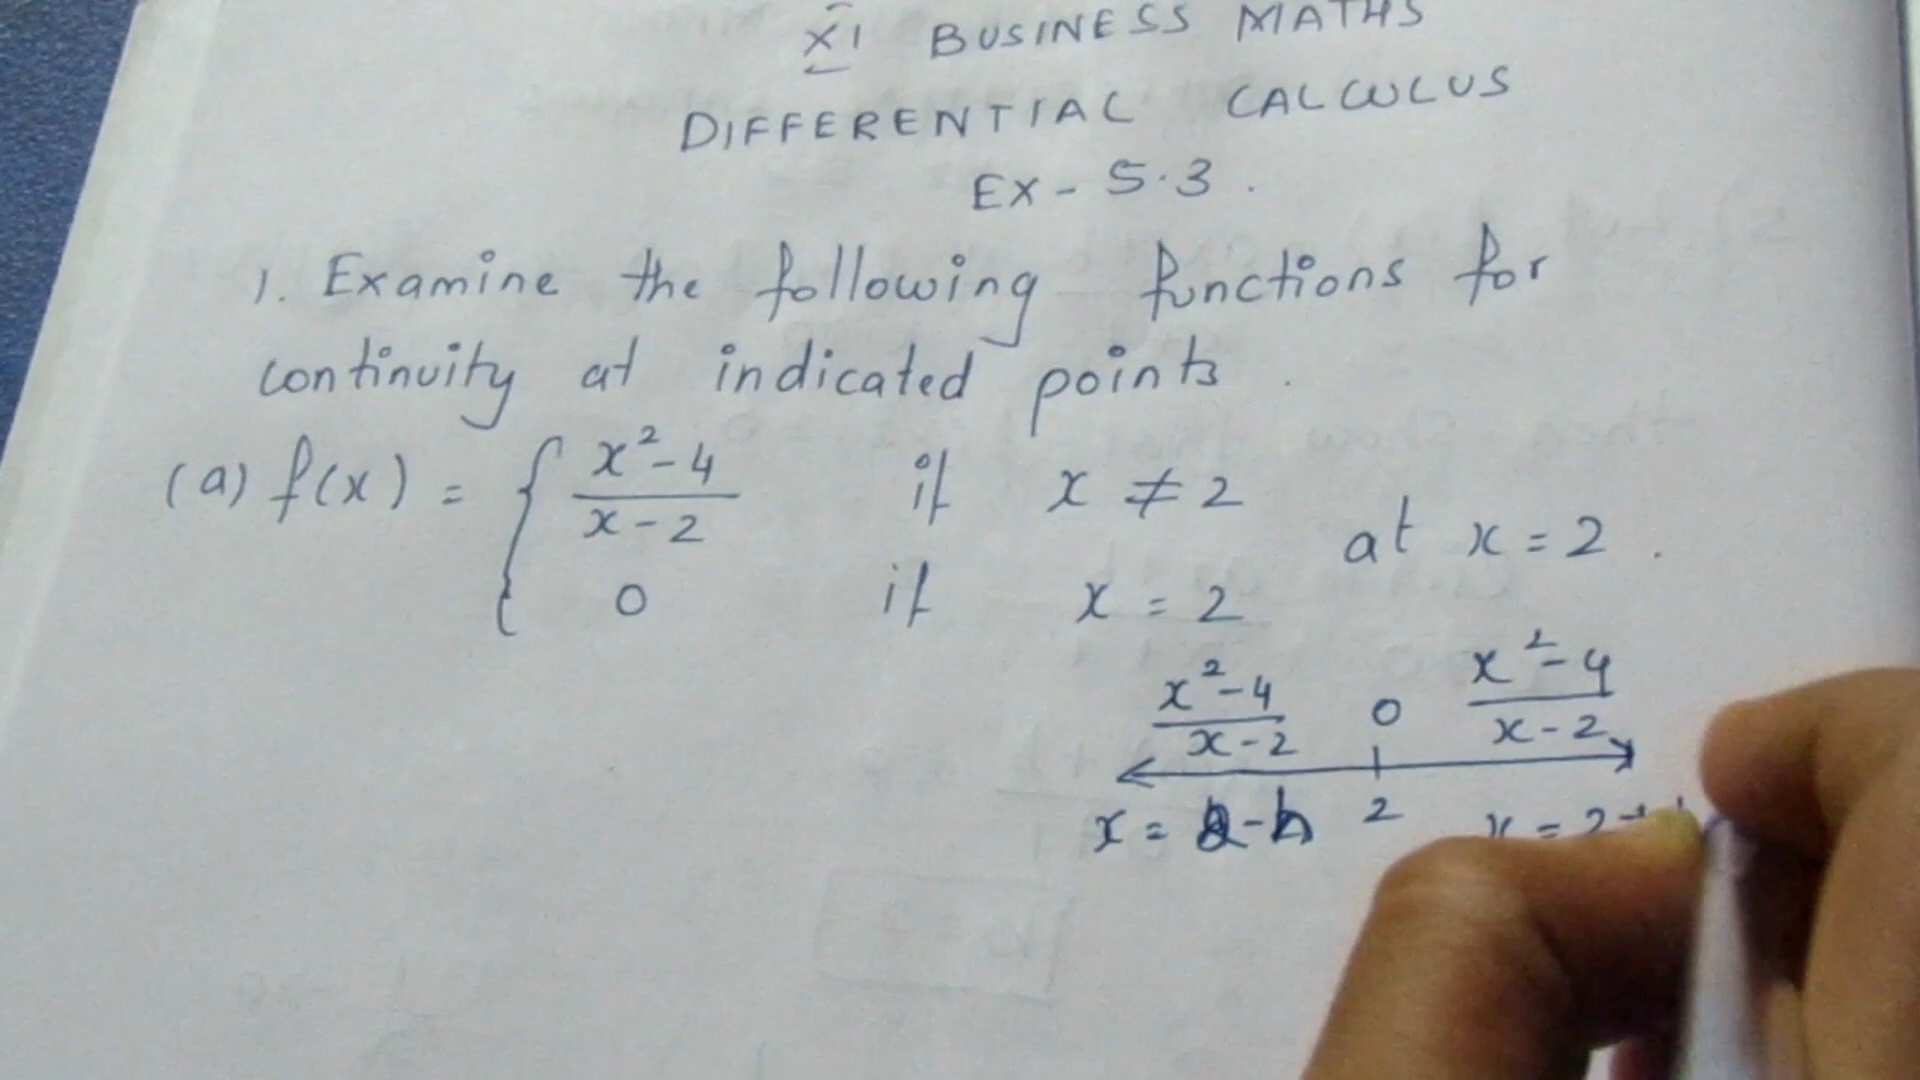 XI BUSINESS MATHS
DIFFERENTIAL CALCULUS
EX - 5.3.
1. Examine the following functions for
continuity at indicated points.
(a) f(x) = { (x² - 4)/(x - 2) if x ≠ 2
0 if x = 2
at x = 2.
(x² - 4)/(x - 2) 0 (x² - 4)/(x - 2)
x = 2-h 2 x = 2+